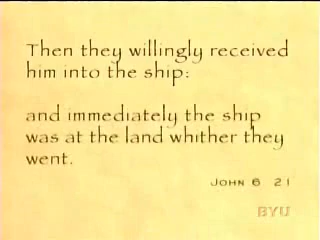 Then they willingly received
him into the ship:
and immediately the ship
was at the land whither they
went.
John 6 21
BYU